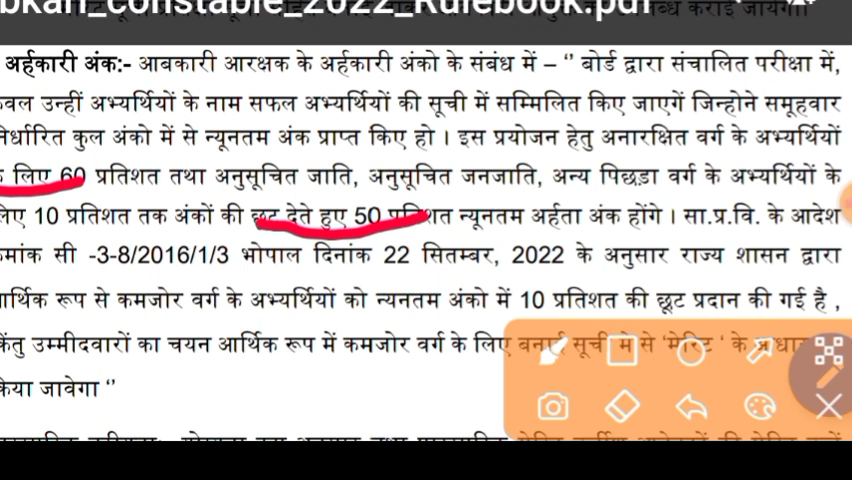 bkari_constable_2022_Rulebook.pdf
अर्हकारी अंक:- आबकारी आरक्षक के अर्हकारी अंको के संबंध में – '' बोर्ड द्वारा संचालित परीक्षा में,
उन्हीं अभ्यर्थियों के नाम सफल अभ्यर्थियों की सूची में सम्मिलित किए जाएगें जिन्होने समूहवार
कुल अंको में से न्यूनतम अंक प्राप्त किए हो । इस प्रयोजन हेतु अनारक्षित वर्ग के अभ्यर्थियों
लिए 60 प्रतिशत तथा अनुसूचित जाति, अनुसूचित जनजाति, अन्य पिछड़ा वर्ग के अभ्यर्थियों के
10 प्रतिशत तक अंकों की छूट देते हुए 50 प्रतिशत न्यूनतम अर्हता अंक होंगे । सा.प्र.वि. के आदेश
सी -3-8/2016/1/3 भोपाल दिनांक 22 सितम्बर, 2022 के अनुसार राज्य शासन द्वारा
रूप से कमजोर वर्ग के अभ्यर्थियों को न्यनतम अंको में 10 प्रतिशत की छूट प्रदान की गई है ,
उम्मीदवारों का चयन आर्थिक रूप में कमजोर वर्ग के लिए बनाई सूची में से 'मेरिट ' के
जावेगा ''